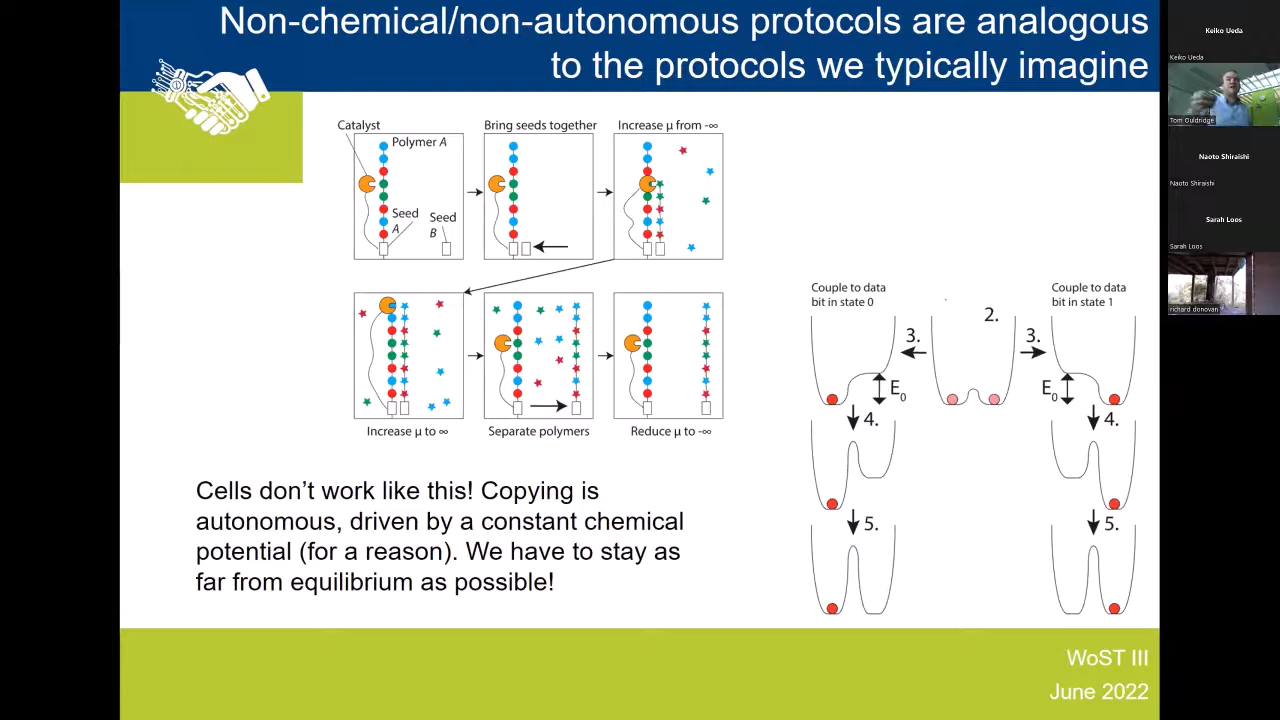 Non-chemical/non-autonomous protocols are analogous
to the protocols we typically imagine
Catalyst
Polymer A
Seed
A
Seed
B
Bring seeds together
Increase μ from -∞
Increase μ to ∞
Separate polymers
Reduce μ to -∞
Cells don’t work like this! Copying is
autonomous, driven by a constant chemical
potential (for a reason). We have to stay as
far from equilibrium as possible!
Couple to data
bit in state 0
2.
Couple to data
bit in state 1
3.
3.
E₀
E₀
4.
4.
5.
5.
WoST III
June 2022
Keiko Ueda
Keiko Ueda
Tom Ouldridge
Naoto Shiraishi
Naoto Shiraishi
Sarah Loos
Sarah Loos
richard donovan